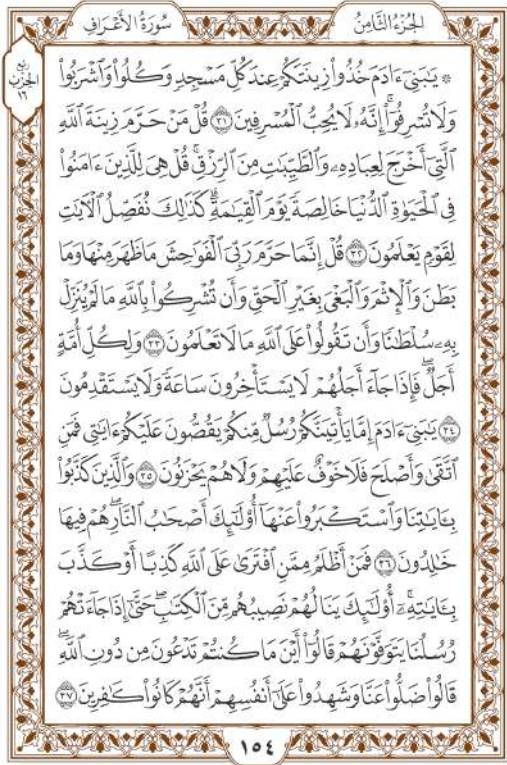 الجزء الثامن
سورة الأعراف
ربع
الحزب
١٦
۞ يَـٰبَنِىٓ ءَادَمَ خُذُوا۟ زِينَتَكُمْ عِندَ كُلِّ مَسْجِدٍ وَكُلُوا۟ وَٱشْرَبُوا۟
وَلَا تُسْرِفُوٓا۟ ۚ إِنَّهُۥ لَا يُحِبُّ ٱلْمُسْرِفِينَ ٣١ قُلْ مَنْ حَرَّمَ زِينَةَ ٱللَّهِ
ٱلَّتِىٓ أَخْرَجَ لِعِبَادِهِۦ وَٱلطَّيِّبَـٰتِ مِنَ ٱلرِّزْقِ ۚ قُلْ هِىَ لِلَّذِينَ ءَامَنُوا۟
فِى ٱلْحَيَوٰةِ ٱلدُّنْيَا خَالِصَةً يَوْمَ ٱلْقِيَـٰمَةِ ۗ كَذَٰلِكَ نُفَصِّلُ ٱلْـَٔايَـٰتِ
لِقَوْمٍ يَعْلَمُونَ ٣٢ قُلْ إِنَّمَا حَرَّمَ رَبِّىَ ٱلْفَوَٰحِشَ مَا ظَهَرَ مِنْهَا وَمَا
بَطَنَ وَٱلْإِثْمَ وَٱلْبَغْىَ بِغَيْرِ ٱلْحَقِّ وَأَن تُشْرِكُوا۟ بِٱللَّهِ مَا لَمْ يُنَزِّلْ
بِهِۦ سُلْطَـٰنًا وَأَن تَقُولُوا۟ عَلَى ٱللَّهِ مَا لَا تَعْلَمُونَ ٣٣ وَلِكُلِّ أُمَّةٍ
أَجَلٌ ۖ فَإِذَا جَآءَ أَجَلُهُمْ لَا يَسْتَأْخِرُونَ سَاعَةً ۖ وَلَا يَسْتَقْدِمُونَ
٣٤ يَـٰبَنِىٓ ءَادَمَ إِمَّا يَأْتِيَنَّكُمْ رُسُلٌ مِّنكُمْ يَقُصُّونَ عَلَيْكُمْ ءَايَـٰتِى ۙ فَمَنِ
ٱتَّقَىٰ وَأَصْلَحَ فَلَا خَوْفٌ عَلَيْهِمْ وَلَا هُمْ يَحْزَنُونَ ٣٥ وَٱلَّذِينَ كَذَّبُوا۟
بِـَٔايَـٰتِنَا وَٱسْتَكْبَرُوا۟ عَنْهَآ أُو۟لَـٰٓئِكَ أَصْحَـٰبُ ٱلنَّارِ ۖ هُمْ فِيهَا
خَـٰلِدُونَ ٣٦ فَمَنْ أَظْلَمُ مِمَّنِ ٱفْتَرَىٰ عَلَى ٱللَّهِ كَذِبًا أَوْ كَذَّبَ
بِـَٔايَـٰتِهِۦٓ ۚ أُو۟لَـٰٓئِكَ يَنَالُهُمْ نَصِيبُهُم مِّنَ ٱلْكِتَـٰبِ ۖ حَتَّىٰٓ إِذَا جَآءَتْهُمْ
رُسُلُنَا يَتَوَفَّوْنَهُمْ قَالُوٓا۟ أَيْنَ مَا كُنتُمْ تَدْعُونَ مِن دُونِ ٱللَّهِ ۖ
قَالُوا۟ ضَلُّوا۟ عَنَّا وَشَهِدُوا۟ عَلَىٰٓ أَنفُسِهِمْ أَنَّهُمْ كَانُوا۟ كَـٰفِرِينَ ٣٧
١٥٤